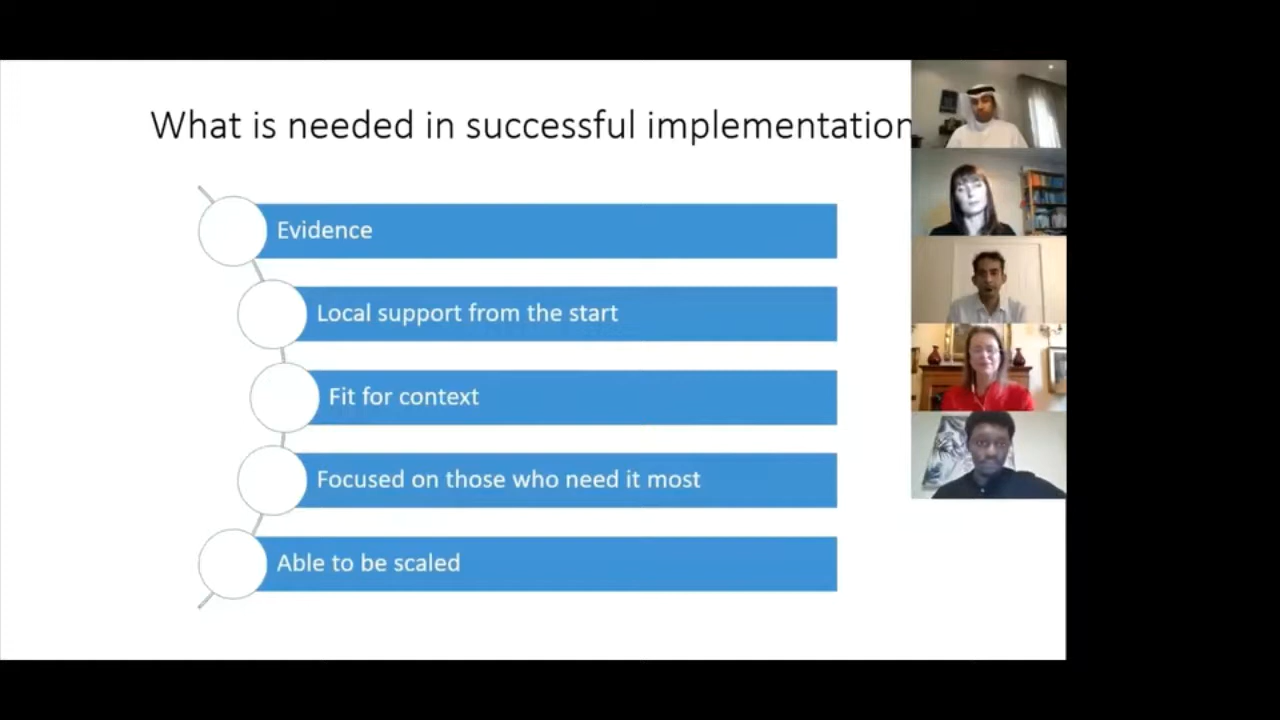 What is needed in successful implementation
Evidence
Local support from the start
Fit for context
Focused on those who need it most
Able to be scaled